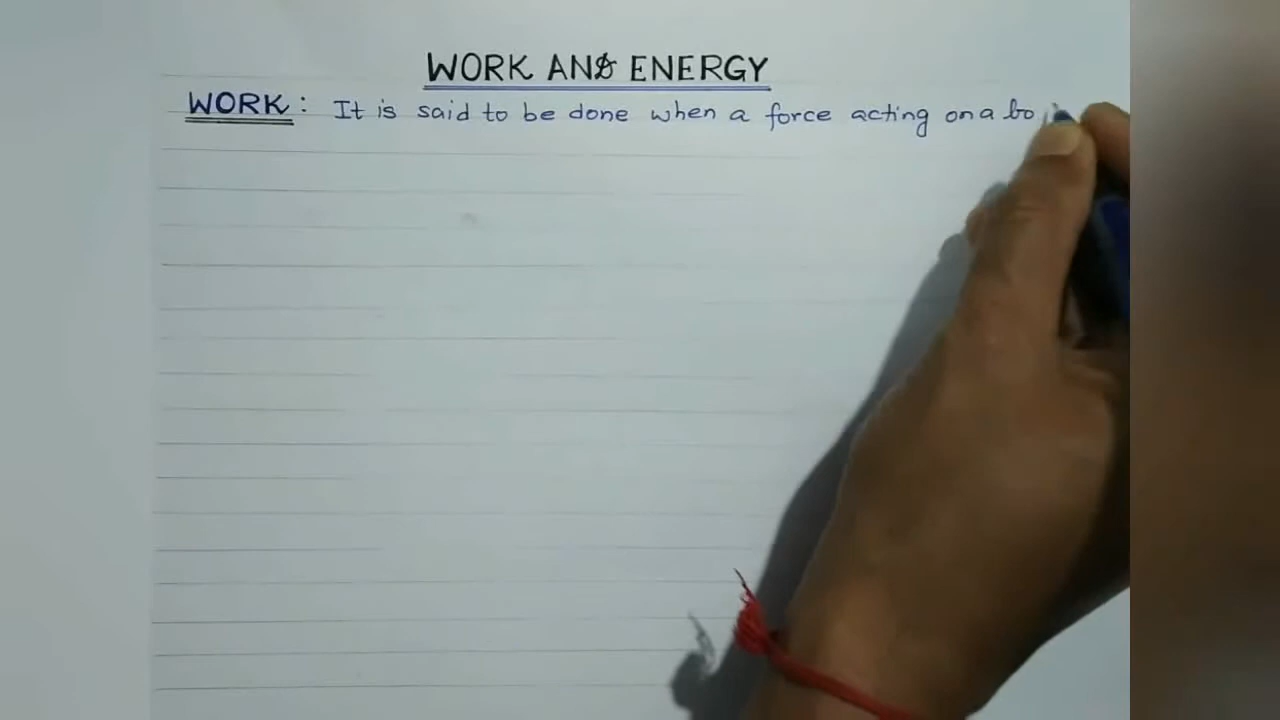 WORK AND ENERGY
WORK: It is said to be done when a force acting on a bo